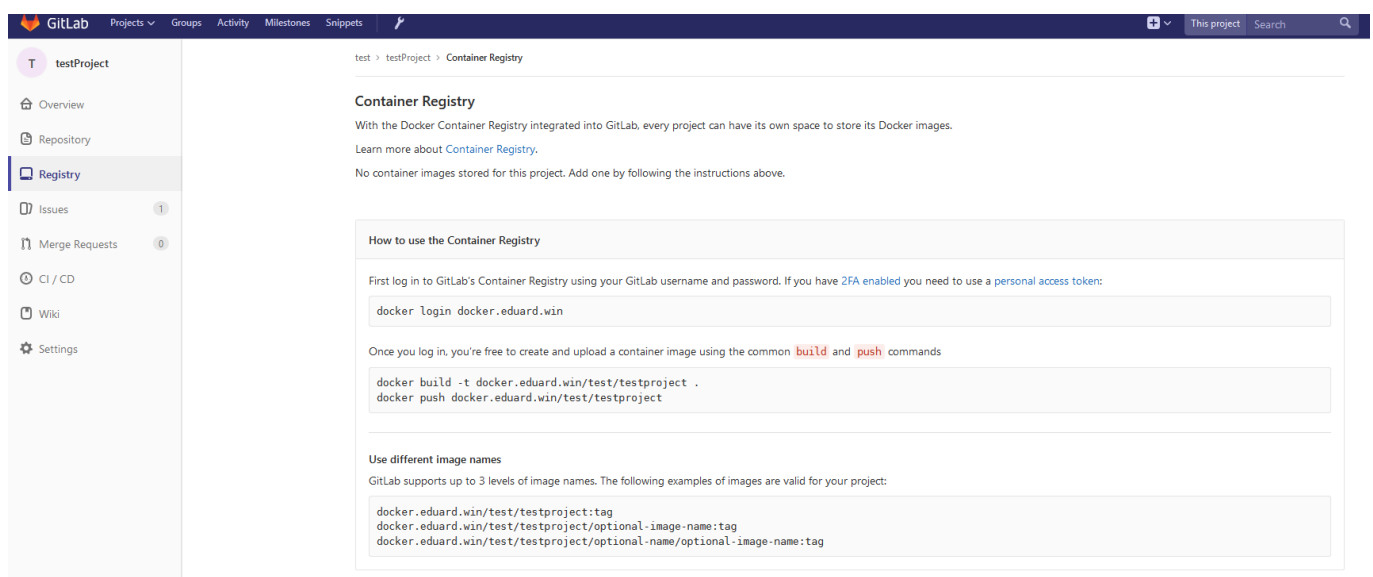 GitLab Projects Groups Activity Milestones Snippets This project Search
T testProject
Overview
Repository
Registry
Issues 1
Merge Requests 0
CI / CD
Wiki
Settings
test > testProject > Container Registry
Container Registry
With the Docker Container Registry integrated into GitLab, every project can have its own space to store its Docker images.
Learn more about Container Registry.
No container images stored for this project. Add one by following the instructions above.
How to use the Container Registry
First log in to GitLab's Container Registry using your GitLab username and password. If you have 2FA enabled you need to use a personal access token:
docker login docker.eduard.win
Once you log in, you're free to create and upload a container image using the common build and push commands
docker build -t docker.eduard.win/test/testproject .
docker push docker.eduard.win/test/testproject
Use different image names
GitLab supports up to 3 levels of image names. The following examples of images are valid for your project:
docker.eduard.win/test/testproject:tag
docker.eduard.win/test/testproject/optional-image-name:tag
docker.eduard.win/test/testproject/optional-name/optional-image-name:tag